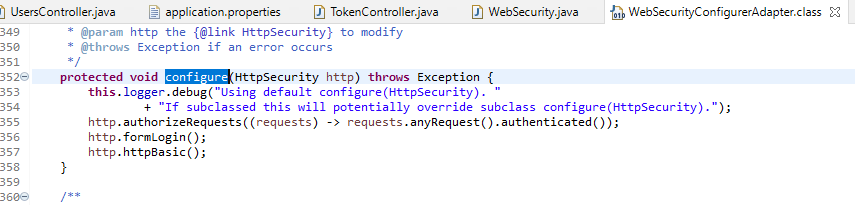 UsersController.java application.properties TokenController.java WebSecurity.java WebSecurityConfigurerAdapter.class
349 * @param http the {@link HttpSecurity} to modify
350 * @throws Exception if an error occurs
351 */
352 protected void configure(HttpSecurity http) throws Exception {
353 this.logger.debug("Using default configure(HttpSecurity). "
354 + "If subclassed this will potentially override subclass configure(HttpSecurity).");
355 http.authorizeRequests((requests) -> requests.anyRequest().authenticated());
356 http.formLogin();
357 http.httpBasic();
358 }
359
360 /**